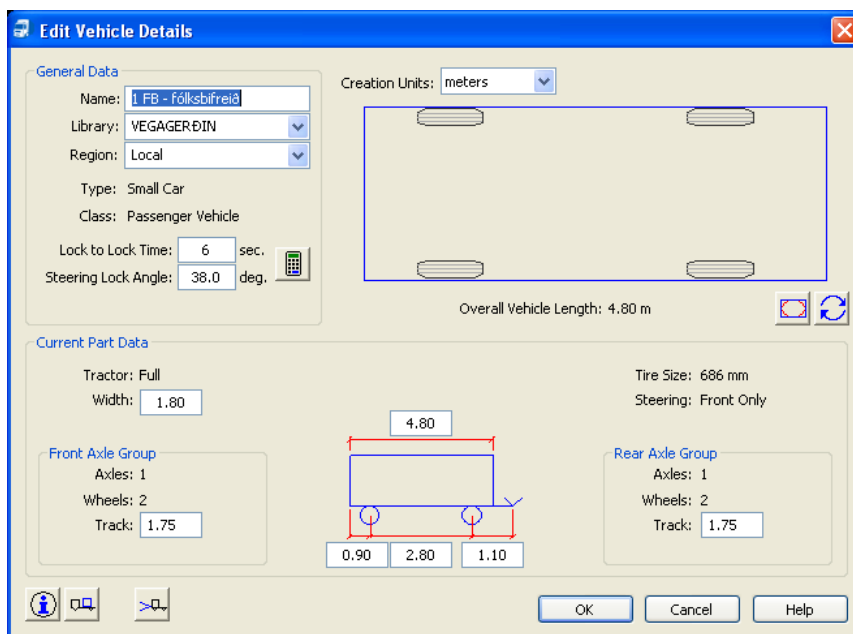 Edit Vehicle Details
General Data
Name: 1 FB - fólksbifreið
Library: VEGAGERÐIN
Region: Local
Type: Small Car
Class: Passenger Vehicle
Lock to Lock Time: 6 sec.
Steering Lock Angle: 38.0 deg.
Creation Units: meters
Overall Vehicle Length: 4.80 m
Current Part Data
Tractor: Full
Width: 1.80
Tire Size: 686 mm
Steering: Front Only
4.80
Front Axle Group
Axles: 1
Wheels: 2
Track: 1.75
0.90 2.80 1.10
Rear Axle Group
Axles: 1
Wheels: 2
Track: 1.75
OK Cancel Help